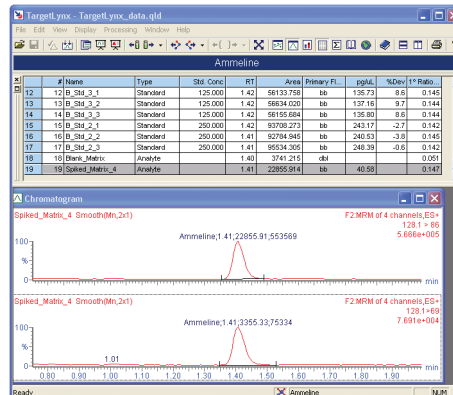 TargetLynx - TargetLynx_data.qld
File Edit View Display Processing Window Help
Ammeline
# Name Type Std. Conc RT Area Primary Fl... pg/uL %Dev 1° Ratio...
12 12 B_Std_3_1 Standard 125.000 1.42 56133.758 bb 135.73 8.6 0.145
13 13 B_Std_3_2 Standard 125.000 1.42 56634.020 bb 137.16 9.7 0.144
14 14 B_Std_3_3 Standard 125.000 1.42 56155.684 bb 135.80 8.6 0.144
15 15 B_Std_2_1 Standard 250.000 1.41 93708.273 bb 243.17 -2.7 0.145
16 16 B_Std_2_2 Standard 250.000 1.41 92784.945 bb 240.53 -3.8 0.145
17 17 B_Std_2_3 Standard 250.000 1.41 95534.305 bb 248.39 -0.6 0.142
18 18 Blank_Matrix Analyte 1.40 3741.215 dbl 0.051
19 19 Spiked_Matrix_4 Analyte 1.41 22855.914 bb 40.58 0.147
Chromatogram
Spiked_Matrix_4 Smooth(Mn,2x1) F2:MRM of 4 channels,ES+
128.1 > 86
5.666e+005
Ammeline;1.41;22855.91;553569
100
%
0
min
Spiked_Matrix_4 Smooth(Mn,2x1) F2:MRM of 4 channels,ES+
128.1>69
7.691e+004
Ammeline;1.41;3355.33;75334
100
%
1.01
0
min
0.80 0.90 1.00 1.10 1.20 1.30 1.40 1.50 1.60 1.70 1.80 1.90
Ready Ammeline NUM